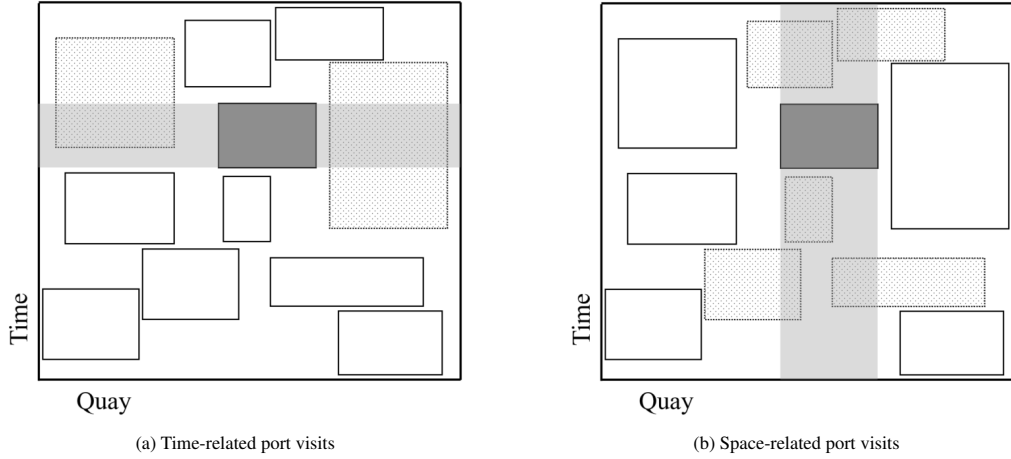 Time
Quay
(a) Time-related port visits
Time
Quay
(b) Space-related port visits